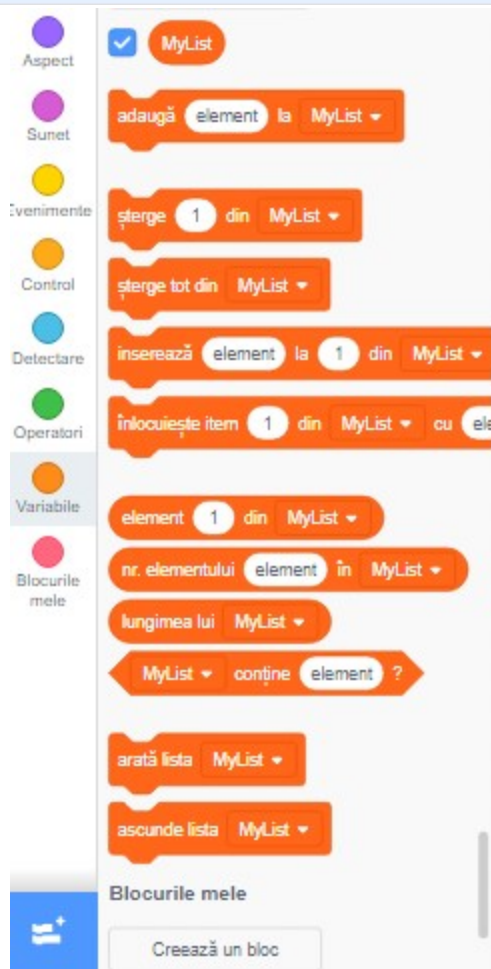 Aspect
Sunet
Evenimente
Control
Detectare
Operatori
Variabile
Blocurile
mele
MyList
adaugă element la MyList
șterge 1 din MyList
șterge tot din MyList
inserează element la 1 din MyList
înlocuiește item 1 din MyList cu ele
element 1 din MyList
nr. elementului element în MyList
lungimea lui MyList
MyList conține element ?
arată lista MyList
ascunde lista MyList
Blocurile mele
Creează un bloc